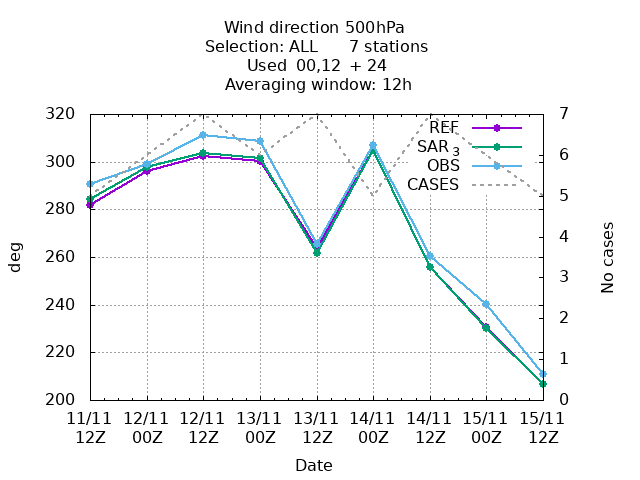 Wind direction 500hPa
Selection: ALL 7 stations
Used 00,12 + 24
Averaging window: 12h
320 7
REF
SAR 3
300 6
OBS
CASES
280 5
deg
260 4
No cases
240 3
2
220 1
200 0
11/11 12/11 12/11 13/11 13/11 14/11 14/11 15/11 15/11
12Z 00Z 12Z 00Z 12Z 00Z 12Z 00Z 12Z
Date